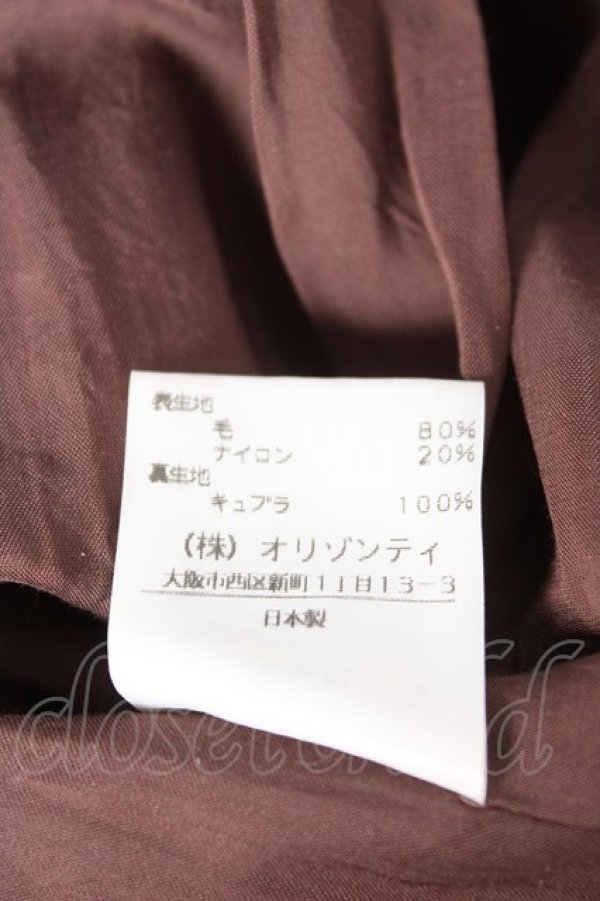 表生地
毛 80%
ナイロン 20%
裏生地
キュプラ 100%
(株) オリゾンティ
大阪市西区新町1丁目13-3
日本製
closet child